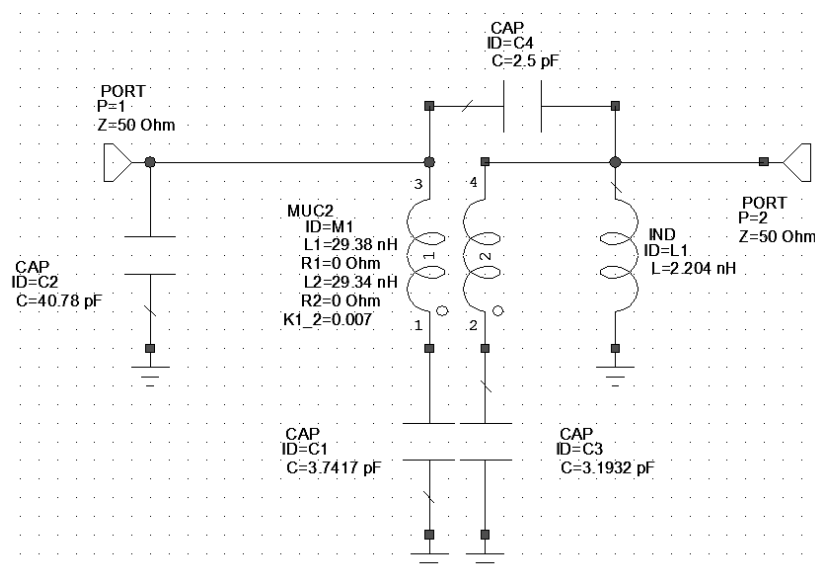 CAP
ID=C4
C=2.5 pF
PORT
P=1
Z=50 Ohm
3
4
MUC2
ID=M1
L1=29.38 nH
R1=0 Ohm
L2=29.34 nH
R2=0 Ohm
K1_2=0.007
1
2
1
2
IND
ID=L1
L=2.204 nH
PORT
P=2
Z=50 Ohm
CAP
ID=C2
C=40.78 pF
CAP
ID=C1
C=3.7417 pF
CAP
ID=C3
C=3.1932 pF